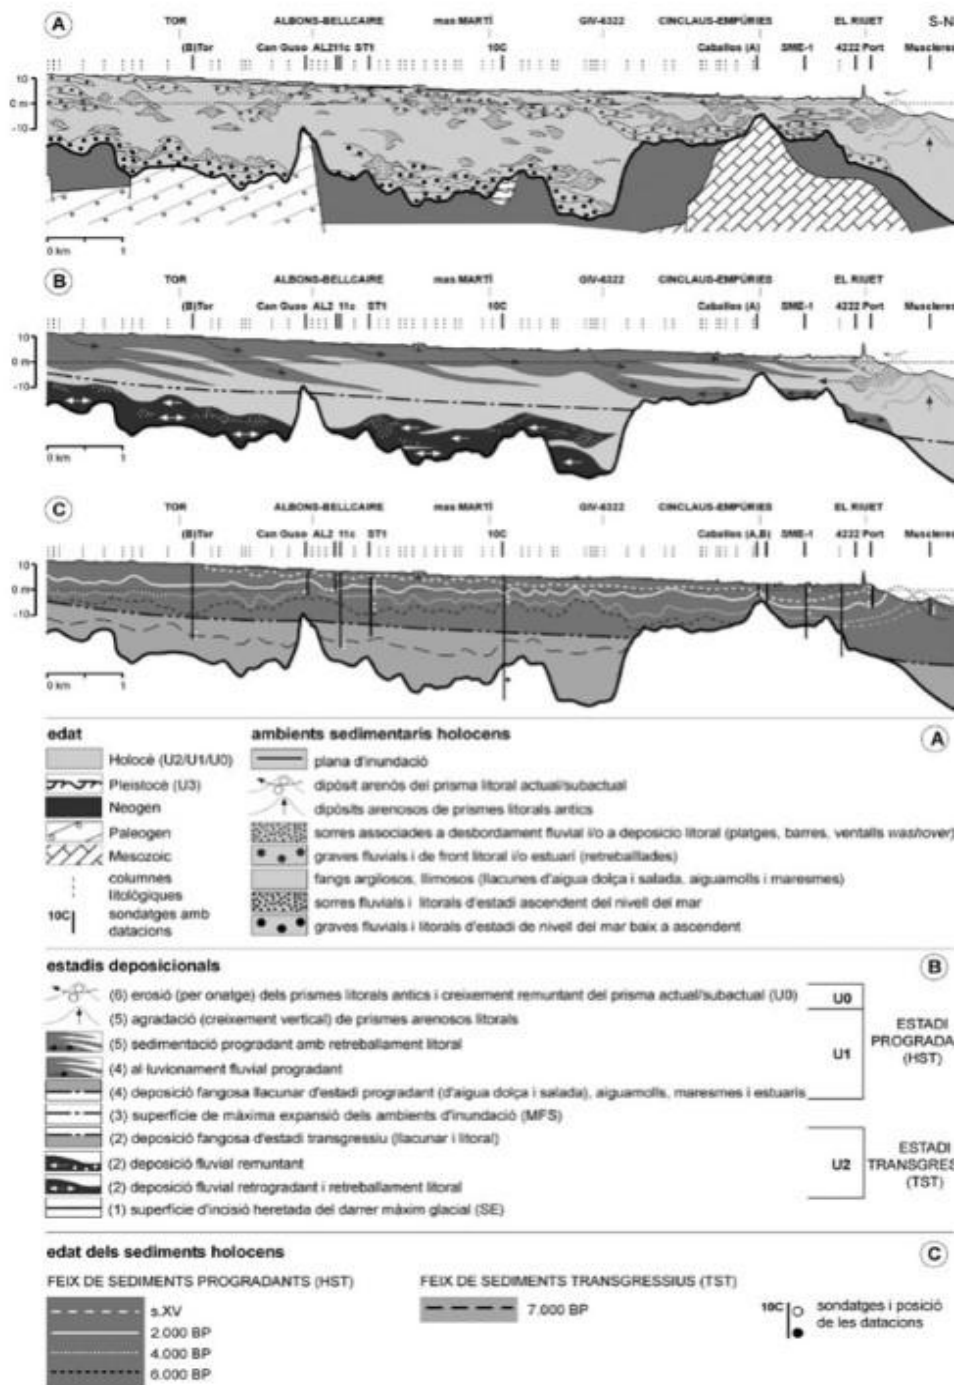 A
TOR ALBONS-BELLCAIRE mas MARTÍ GIV-6322 CINCLAUS-EMPÚRIES EL RIUET S-N
(B)Tor Can Guso AL211c ST1 10C Caballos (A) SME-1 4222 Port Muscleres
10
0 m
-10
0 km 1
B
TOR ALBONS-BELLCAIRE mas MARTÍ GIV-6322 CINCLAUS-EMPÚRIES EL RIUET
(B)Tor Can Guso AL2 11c ST1 10C Caballos (A) SME-1 4222 Port Muscleres
10
0 m
-10
0 km 1
C
TOR ALBONS-BELLCAIRE mas MARTÍ GIV-6322 CINCLAUS-EMPÚRIES EL RIUET
(B)Tor Can Guso AL2 11c ST1 10C Caballos (A,B) SME-1 4222 Port Muscleres
10
0 m
-10
0 km 1
edat
Holocè (U2/U1/U0)
Pleistocè (U3)
Neogen
Paleogen
Mesozoic
columnes
litològiques
10C sondatges amb
datacions
ambients sedimentaris holocens A
plana d'inundació
dipòsit arenós del prisma litoral actual/subactual
dipòsits arenosos de prismes litorals antics
sorres associades a desbordament fluvial i/o a deposicio litoral (platges, barres, ventalls washover)
graves fluvials i de front litoral i/o estuarí (retreballades)
fangs argilosos, llimosos (llacunes d'aigua dolça i salada, aiguamolls i maresmes)
sorres fluvials i litorals d'estadi ascendent del nivell del mar
graves fluvials i litorals d'estadi de nivell del mar baix a ascendent
estadis deposicionals B
(6) erosió (per onatge) dels prismes litorals antics i creixement remuntant del prisma actual/subactual (U0) U0
(5) agradació (creixement vertical) de prismes arenosos litorals
(5) sedimentació progradant amb retreballament litoral
(4) al·luvionament fluvial progradant
(4) deposició fangosa llacunar d'estadi progradant (d'aigua dolça i salada), aiguamolls, maresmes i estuaris
U1
ESTADI
PROGRADA
(HST)
(3) superfície de màxima expansió dels ambients d'inundació (MFS)
(2) deposició fangosa d'estadi transgressiu (llacunar i litoral)
(2) deposició fluvial remuntant
(2) deposició fluvial retrogradant i retreballament litoral
U2
ESTADI
TRANSGRES
(TST)
(1) superfície d'incisió heretada del darrer màxim glacial (SE)
edat dels sediments holocens C
FEIX DE SEDIMENTS PROGRADANTS (HST)
s.XV
2.000 BP
4.000 BP
6.000 BP
FEIX DE SEDIMENTS TRANSGRESSIUS (TST)
7.000 BP
10C sondatges i posició
de les datacions